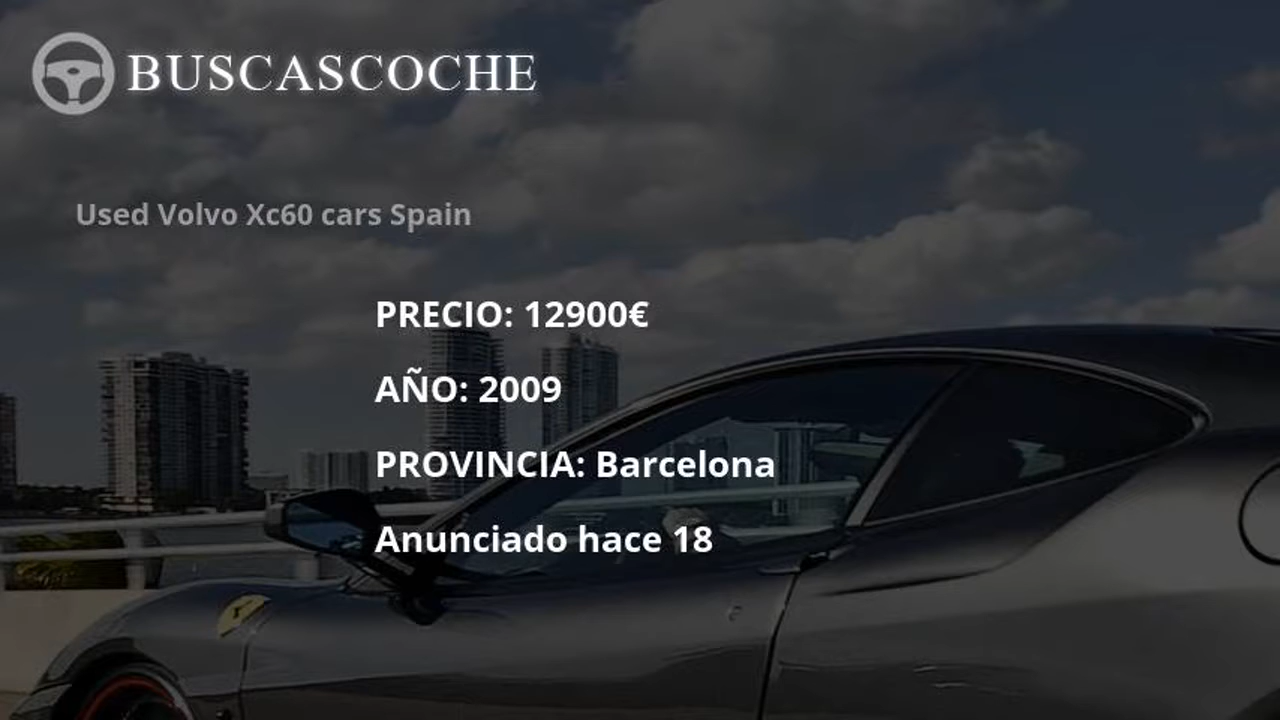 BUSCASCOCHE
Used Volvo Xc60 cars Spain
PRECIO: 12900€
AÑO: 2009
PROVINCIA: Barcelona
Anunciado hace 18